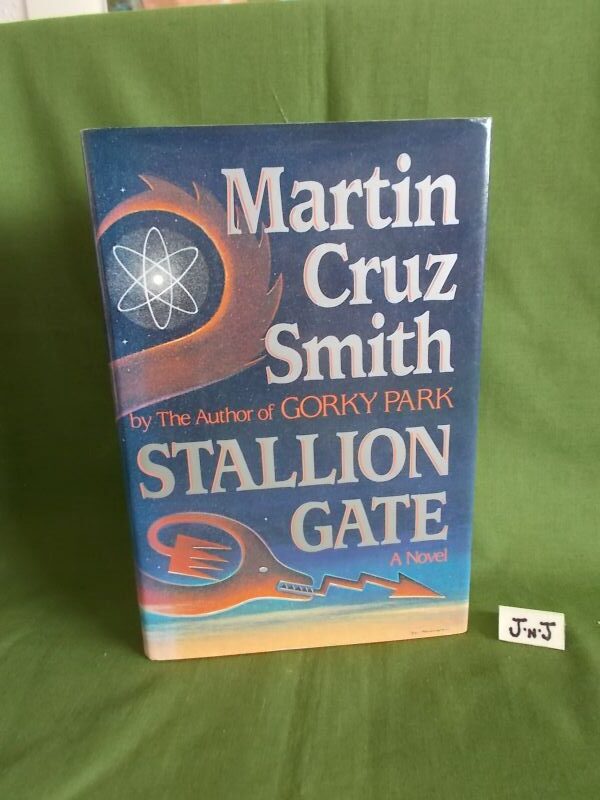 Martin
Cruz
Smith
by The Author of GORKY PARK
STALLION
GATE
A Novel
J·N·J